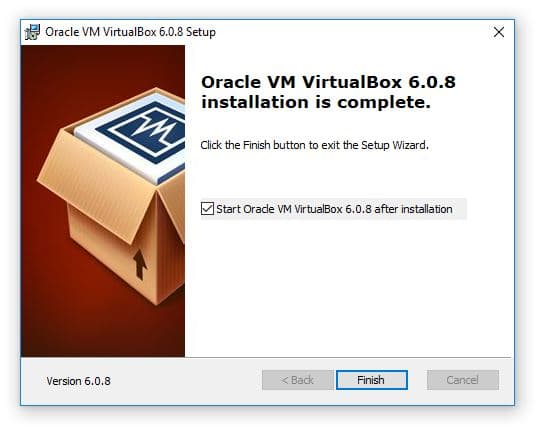 Oracle VM VirtualBox 6.0.8 Setup
Oracle VM VirtualBox 6.0.8
installation is complete.
Click the Finish button to exit the Setup Wizard.
Start Oracle VM VirtualBox 6.0.8 after installation
Version 6.0.8
< Back
Finish
Cancel